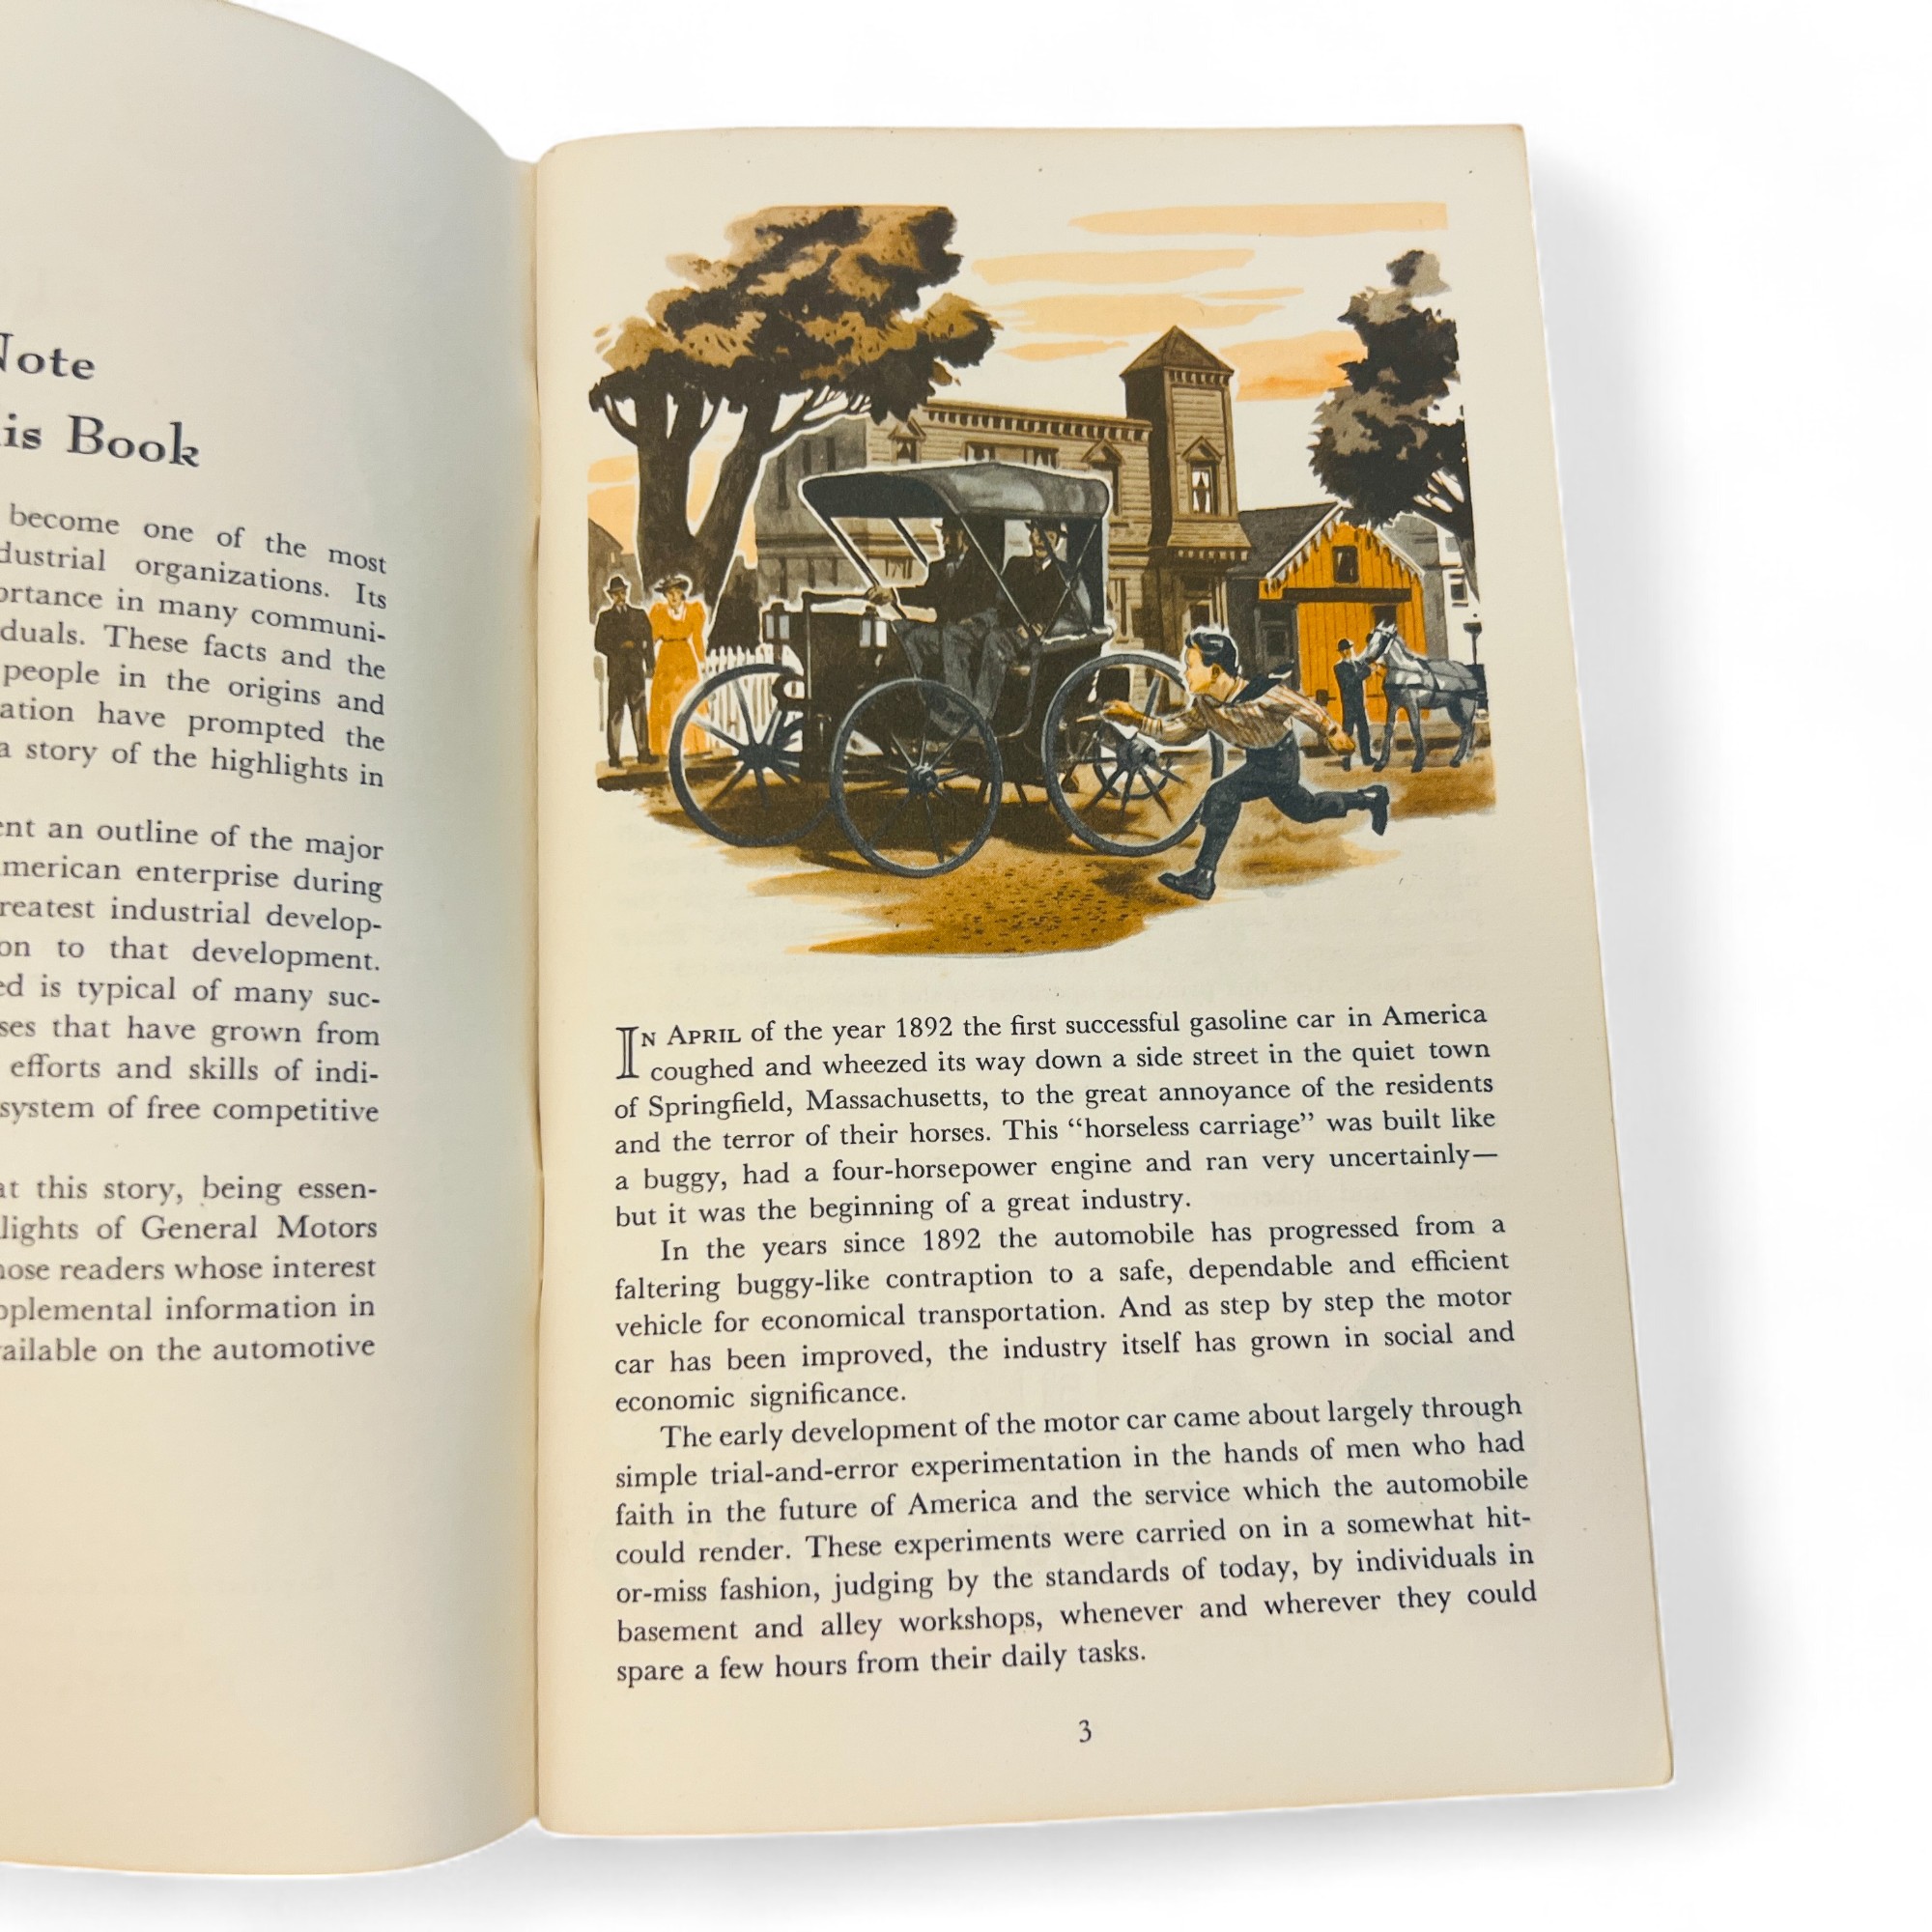 Note
is Book
become one of the most
dustrial organizations. Its
ortance in many communi-
duals. These facts and the
people in the origins and
ation have prompted the
a story of the highlights in
ent an outline of the major
merican enterprise during
reatest industrial develop-
on to that development.
ed is typical of many suc-
ses that have grown from
efforts and skills of indi-
system of free competitive
at this story, being essen-
lights of General Motors
hose readers whose interest
pplemental information in
vailable on the automotive
IN APRIL of the year 1892 the first successful gasoline car in America
coughed and wheezed its way down a side street in the quiet town
of Springfield, Massachusetts, to the great annoyance of the residents
and the terror of their horses. This “horseless carriage” was built like
a buggy, had a four-horsepower engine and ran very uncertainly—
but it was the beginning of a great industry.
In the years since 1892 the automobile has progressed from a
faltering buggy-like contraption to a safe, dependable and efficient
vehicle for economical transportation. And as step by step the motor
car has been improved, the industry itself has grown in social and
economic significance.
The early development of the motor car came about largely through
simple trial-and-error experimentation in the hands of men who had
faith in the future of America and the service which the automobile
could render. These experiments were carried on in a somewhat hit-
or-miss fashion, judging by the standards of today, by individuals in
basement and alley workshops, whenever and wherever they could
spare a few hours from their daily tasks.
3